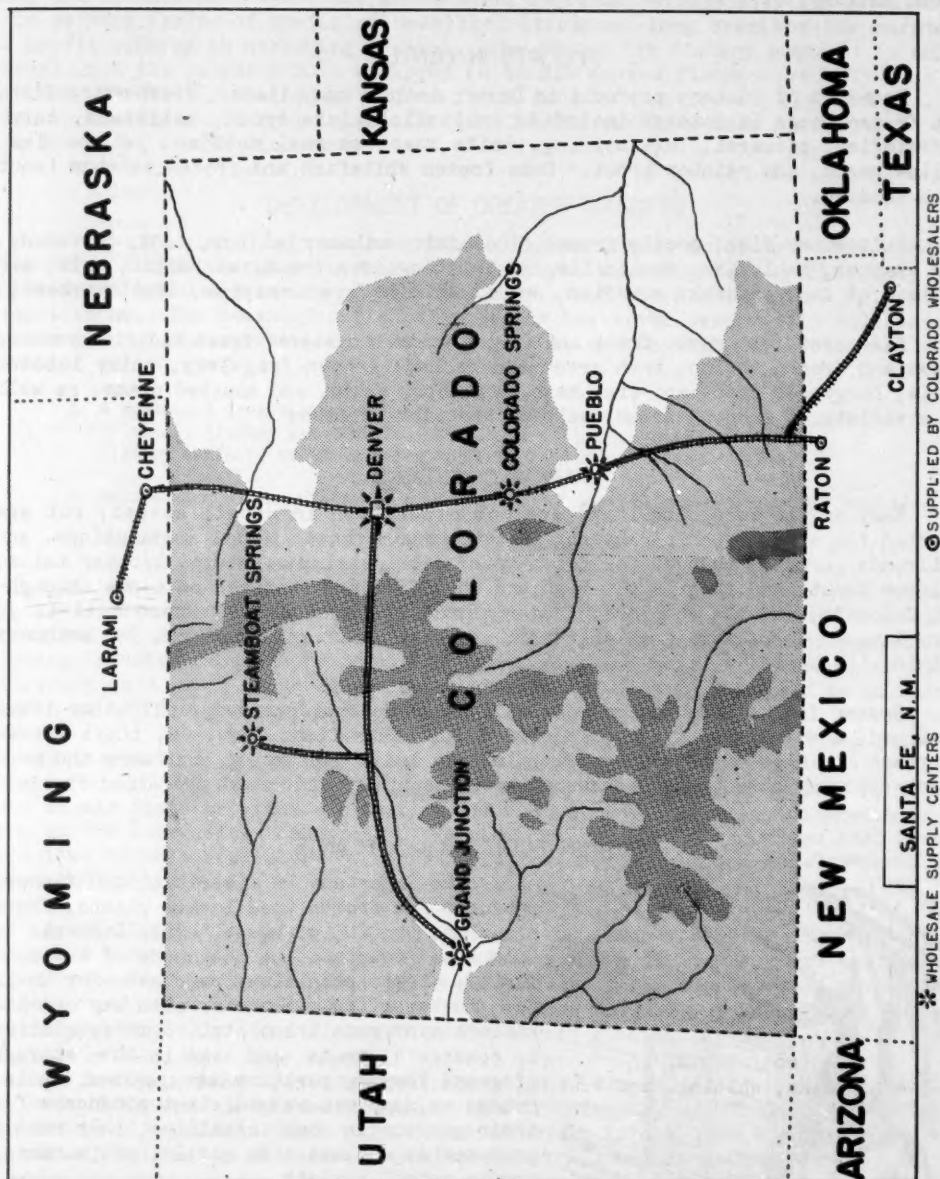 WYOMING
NEBRASKA
LARAMI
CHEYENNE
STEAMBOAT SPRINGS
DENVER
UTAH
GRAND JUNCTION
COLORADO
COLORADO SPRINGS
KANSAS
PUEBLO
RATON
CLAYTON
ARIZONA
NEW MEXCO
OKLAHOMA
TEXAS
SANTA FE N.M.
WHOLESALE SUPPLY CENTERS
SUPPLIED BY COLORADO WHOLESALERS